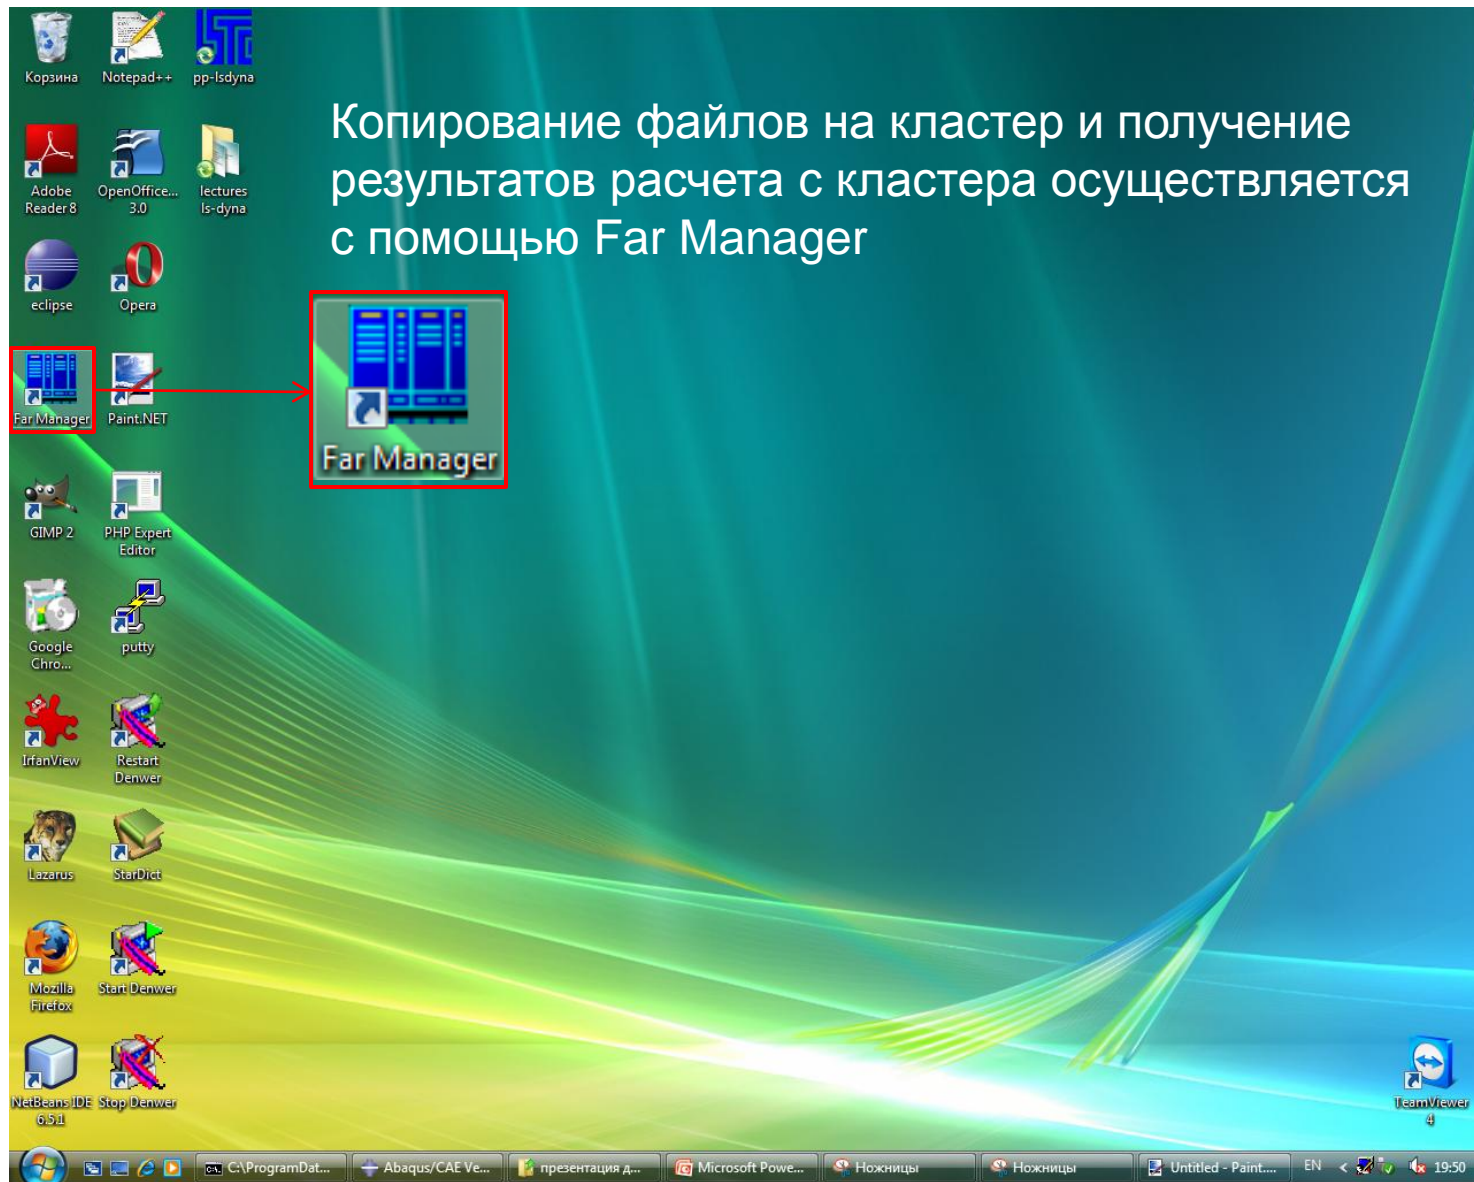 Корзина
Notepad++
pp-lsdyna
Копирование файлов на кластер и получение
результатов расчета с кластера осуществляется
с помощью Far Manager
Adobe
Reader 8
OpenOffice...
3.0
lectures
ls-dyna
eclipse
Opera
Far Manager
Paint.NET
Far Manager
GIMP 2
PHP Expert
Editor
Google
Chro...
putty
IrfanView
Restart
Denwer
Lazarus
StarDict
Mozilla
Firefox
Start Denwer
NetBeans IDE
6.5.1
Stop Denwer
TeamViewer
4
C:\ProgramDat...
Abaqus/CAE Ve...
презентация д...
Microsoft Powe...
Ножницы
Ножницы
Untitled - Paint....
EN
19:50